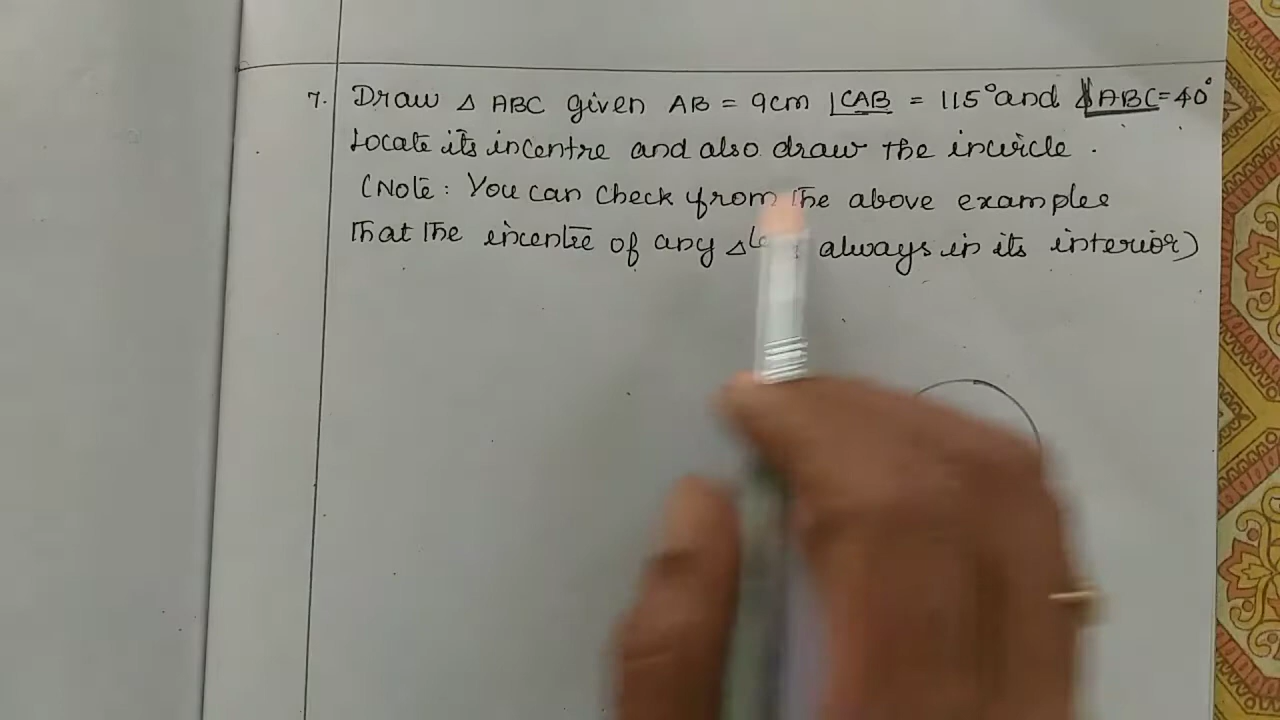 7. Draw △ ABC given AB = 9cm ∠CAB = 115° and ∠ABC = 40°
Locate its incentre and also draw the incircle.
(Note: You can check from the above examples
that the incentre of any △le always in its interior)